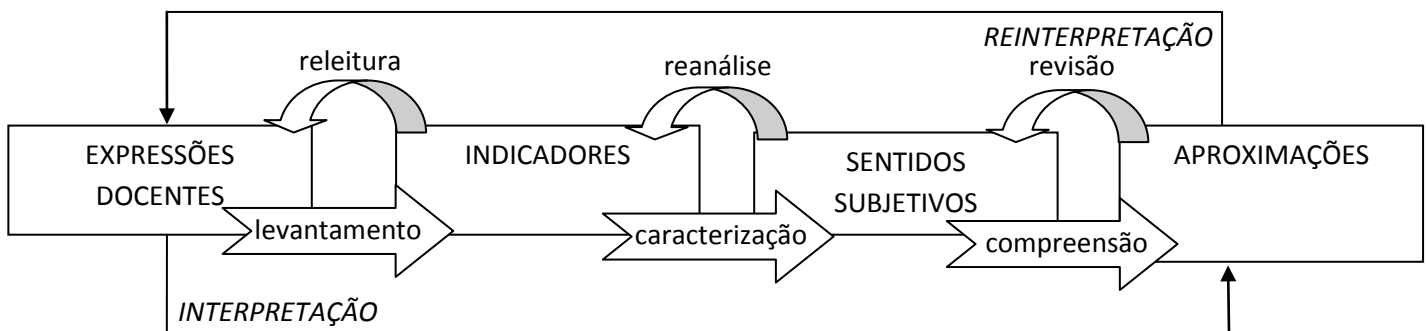 REINTERPRETAÇÃO
releitura
reanálise
revisão
EXPRESSÕES
DOCENTES
INDICADORES
SENTIDOS
SUBJETIVOS
APROXIMAÇÕES
levantamento
caracterização
compreensão
INTERPRETAÇÃO